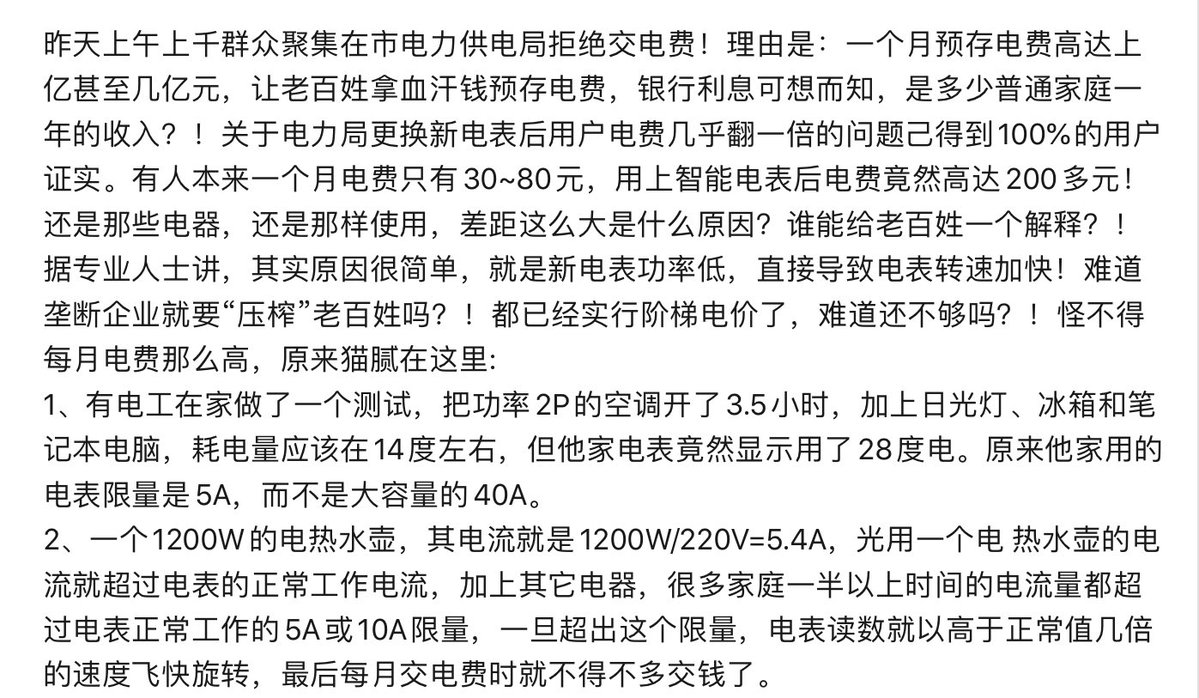 昨天上午上千群众聚集在市电力供电局拒绝交电费！理由是：一个月预存电费高达上
亿甚至几亿元，让老百姓拿血汗钱预存电费，银行利息可想而知，是多少普通家庭一
年的收入？！关于电力局更换新电表后用户电费几乎翻一倍的问题己得到100%的用户
证实。有人本来一个月电费只有30~80元，用上智能电表后电费竟然高达200多元！
还是那些电器，还是那样使用，差距这么大是什么原因？谁能给老百姓一个解释？！
据专业人士讲，其实原因很简单，就是新电表功率低，直接导致电表转速加快！难道
垄断企业就要“压榨”老百姓吗？！都已经实行阶梯电价了，难道还不够吗？！怪不得
每月电费那么高，原来猫腻在这里:
1、有电工在家做了一个测试，把功率2P的空调开了3.5小时，加上日光灯、冰箱和笔
记本电脑，耗电量应该在14度左右，但他家电表竟然显示用了28度电。原来他家用的
电表限量是5A，而不是大容量的40A。
2、一个1200W的电热水壶，其电流就是1200W/220V=5.4A，光用一个电 热水壶的电
流就超过电表的正常工作电流，加上其它电器，很多家庭一半以上时间的电流量都超
过电表正常工作的5A或10A限量，一旦超出这个限量，电表读数就以高于正常值几倍
的速度飞快旋转，最后每月交电费时就不得不多交钱了。